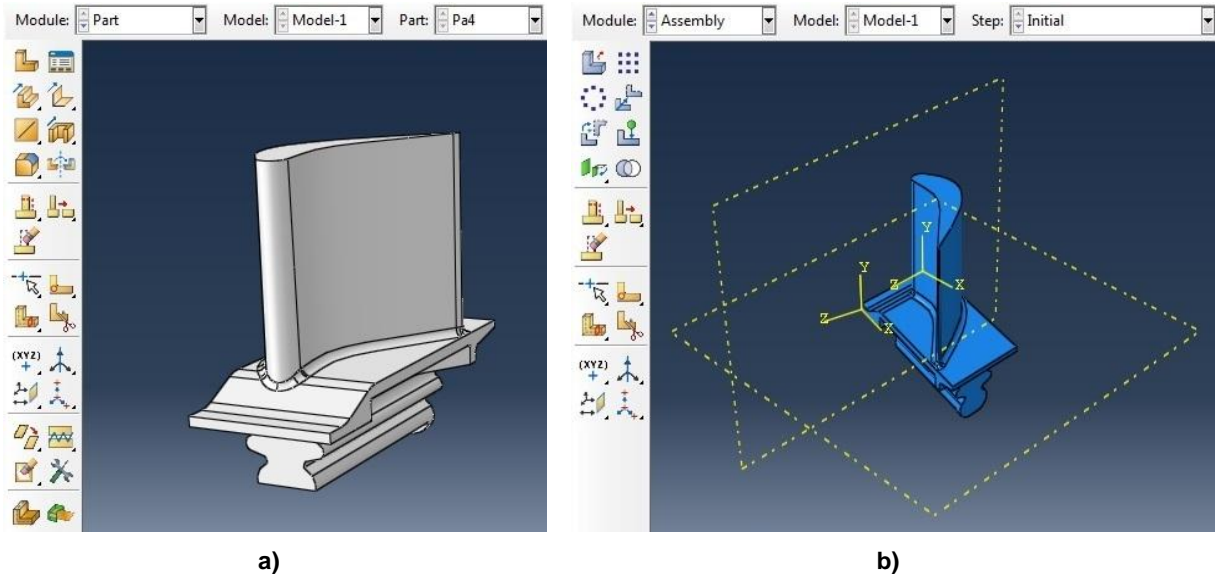 Module: Part Model: Model-1 Part: Pa4
(XYZ)
a)
Module: Assembly Model: Model-1 Step: Initial
Y
Y
Z
X
Z
X
(XYZ)
b)